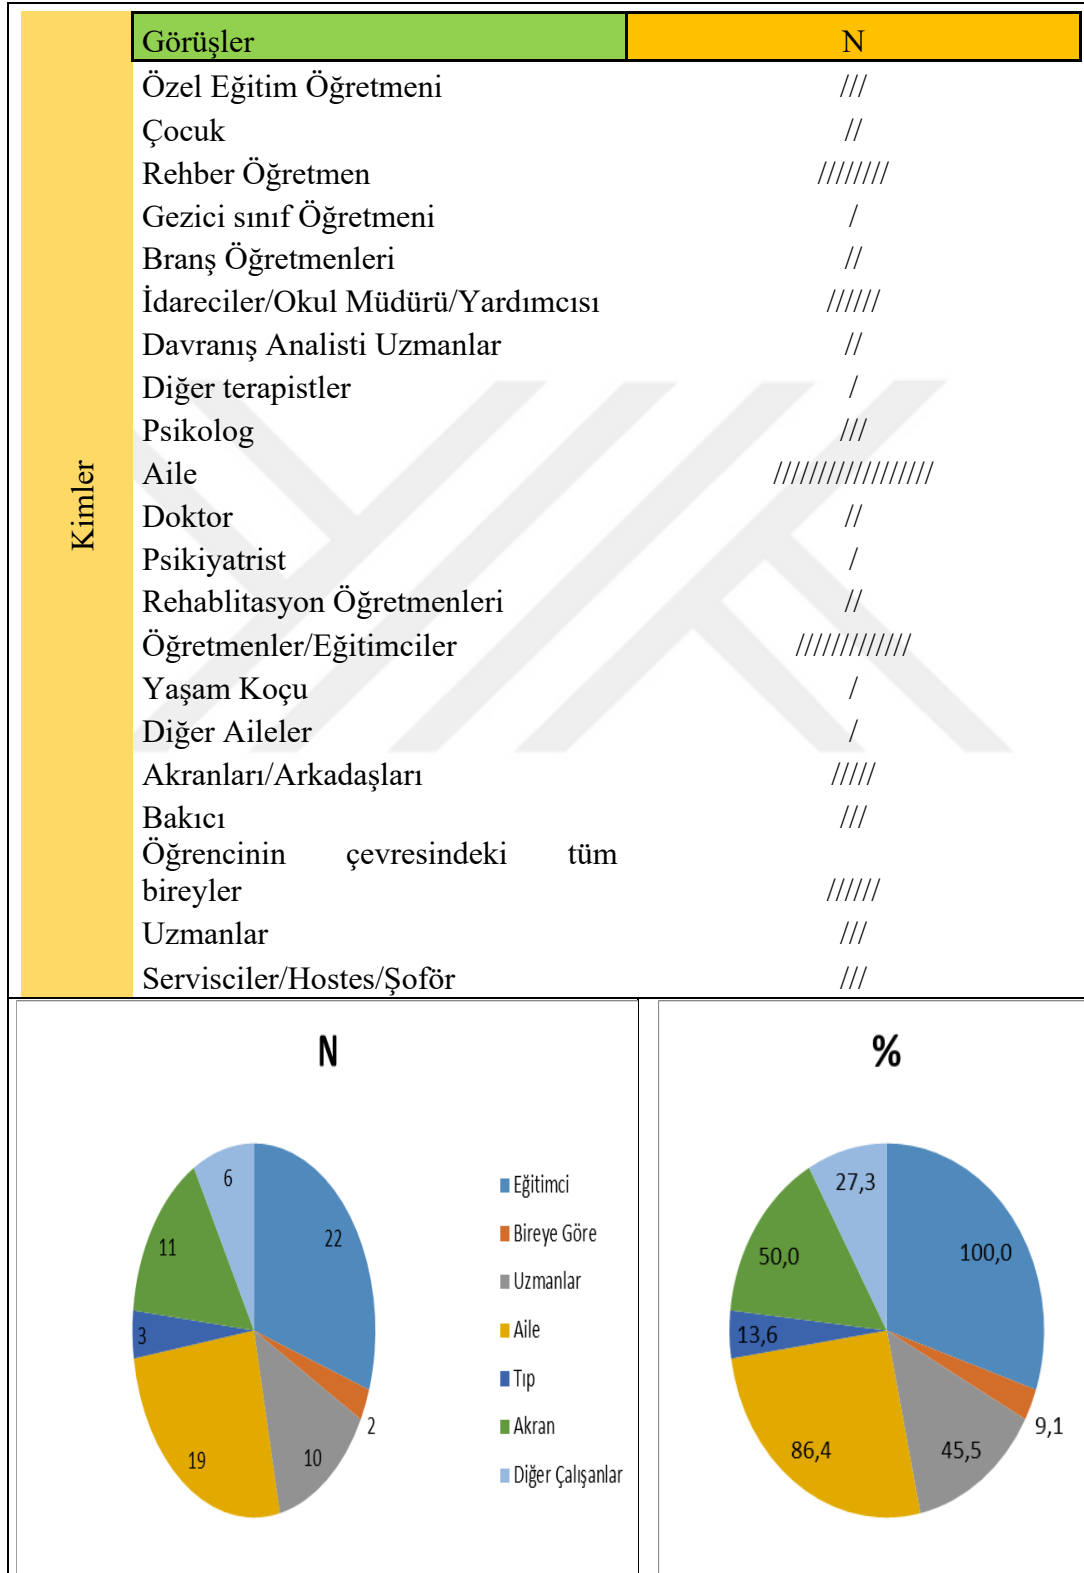 Görüşler N
Kimler
Özel Eğitim Öğretmeni ///
Çocuk //
Rehber Öğretmen ////////
Gezici sınıf Öğretmeni /
Branş Öğretmenleri //
İdareciler/Okul Müdürü/Yardımcısı //////
Davranış Analisti Uzmanlar //
Diğer terapistler /
Psikolog ///
Aile //////////////////
Doktor //
Psikiyatrist /
Rehablitasyon Öğretmenleri //
Öğretmenler/Eğitimciler /////////////
Yaşam Koçu /
Diğer Aileler /
Akranları/Arkadaşları /////
Bakıcı ///
Öğrencinin çevresindeki tüm
bireyler //////
Uzmanlar ///
Servisciler/Hostes/Şoför ///
N
22
2
10
19
3
11
6
Eğitimci
Bireye Göre
Uzmanlar
Aile
Tıp
Akran
Diğer Çalışanlar
%
100,0
9,1
45,5
86,4
13,6
50,0
27,3